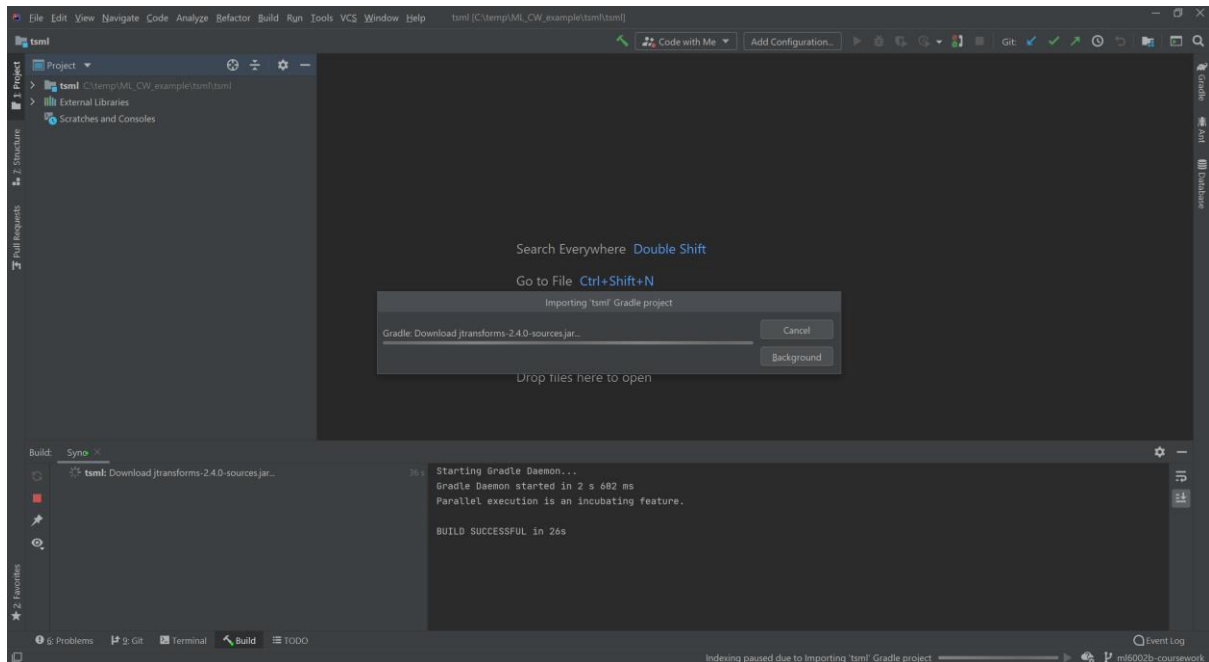 File Edit View Navigate Code Analyze Refactor Build Run Tools VCS Window Help tsml [C:\temp\ML_CW_example\tsml\tsml]
tsml Code with Me Add Configuration... Git:
1: Project
2: Structure
Pull Requests
2: Favorites
Project
tsml C:\temp\ML_CW_example\tsml\tsml
External Libraries
Scratches and Consoles
Search Everywhere Double Shift
Go to File Ctrl+Shift+N
Importing 'tsml' Gradle project
Gradle: Download jtransforms-2.4.0-sources.jar...
Cancel
Background
Drop files here to open
Gradle
Ant
Database
Build: Sync
tsml: Download jtransforms-2.4.0-sources.jar... 36 s
Starting Gradle Daemon...
Gradle Daemon started in 2 s 602 ms
Parallel execution is an incubating feature.
BUILD SUCCESSFUL in 26s
6: Problems 9: Git Terminal Build TODO Event Log
Indexing paused due to Importing 'tsml' Gradle project ml6002b-coursework